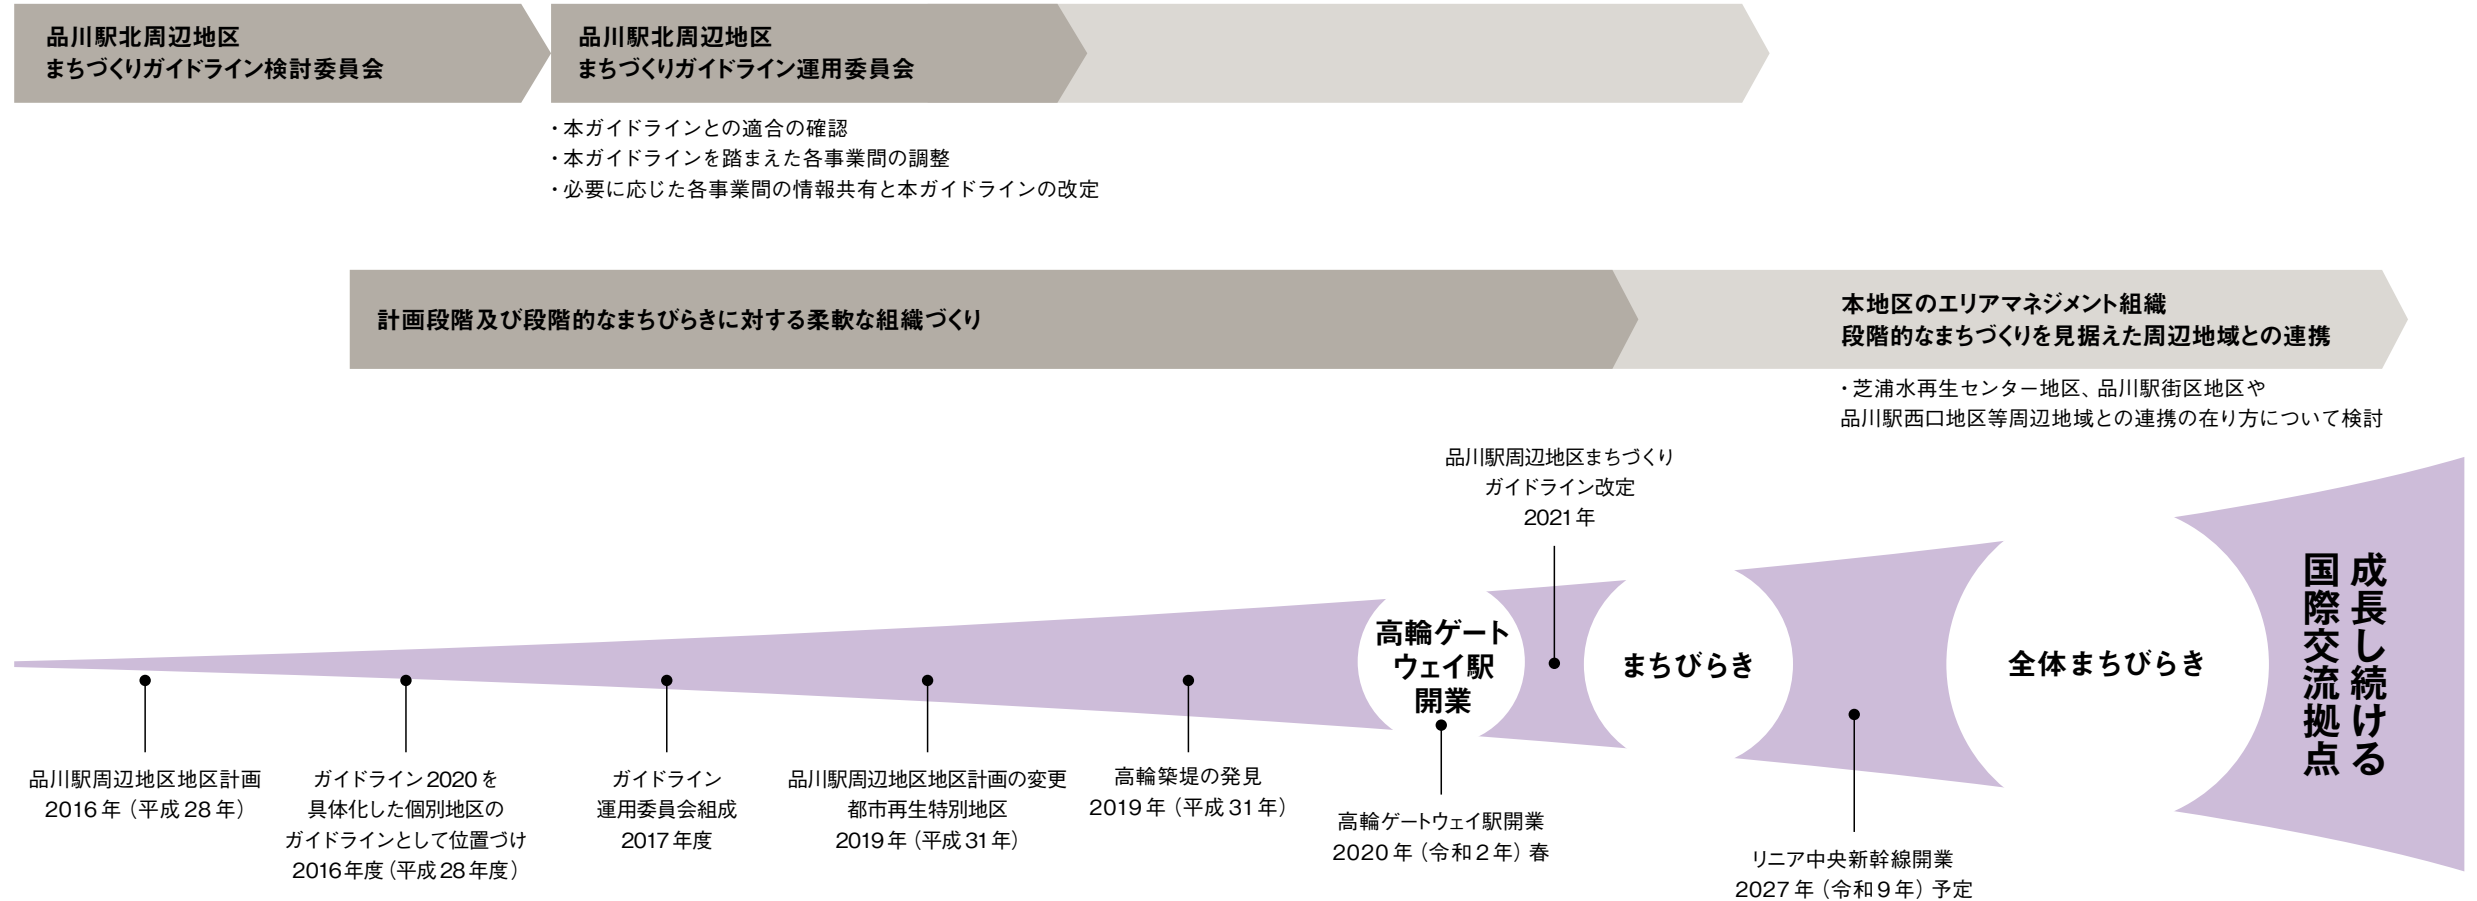 品川駅北周辺地区
まちづくりガイドライン検討委員会
品川駅北周辺地区
まちづくりガイドライン運用委員会
・本ガイドラインとの適合の確認
・本ガイドラインを踏まえた各事業間の調整
・必要に応じた各事業間の情報共有と本ガイドラインの改定
計画段階及び段階的なまちびらきに対する柔軟な組織づくり
本地区のエリアマネジメント組織
段階的なまちづくりを見据えた周辺地域との連携
・芝浦水再生センター地区、品川駅街区地区や
品川駅西口地区等周辺地域との連携の在り方について検討
品川駅周辺地区まちづくり
ガイドライン改定
2021年
高輪ゲート
ウェイ駅
開業
まちびらき
全体まちびらき
成長し続ける
国際交流拠点
品川駅周辺地区地区計画
2016年（平成28年）
ガイドライン2020を
具体化した個別地区の
ガイドラインとして位置づけ
2016年度（平成28年度）
ガイドライン
運用委員会組成
2017年度
品川駅周辺地区地区計画の変更
都市再生特別地区
2019年（平成31年）
高輪築堤の発見
2019年（平成31年）
高輪ゲートウェイ駅開業
2020年（令和2年）春
リニア中央新幹線開業
2027年（令和9年）予定